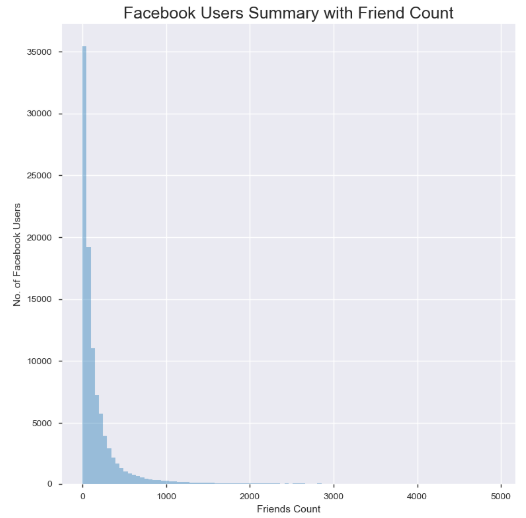 Facebook Users Summary with Friend Count
35000
30000
25000
20000
15000
10000
5000
0
No. of Facebook Users
0 1000 2000 3000 4000 5000
Friends Count